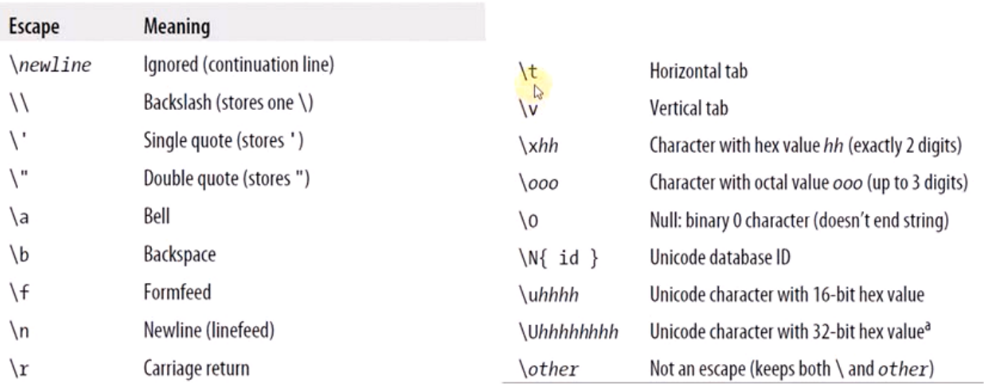 Escape Meaning
\newline Ignored (continuation line)
\\ Backslash (stores one \)
\' Single quote (stores ')
\" Double quote (stores ")
\a Bell
\b Backspace
\f Formfeed
\n Newline (linefeed)
\r Carriage return
\t Horizontal tab
\v Vertical tab
\xhh Character with hex value hh (exactly 2 digits)
\ooo Character with octal value ooo (up to 3 digits)
\0 Null: binary 0 character (doesn't end string)
\N{ id } Unicode database ID
\uhhhh Unicode character with 16-bit hex value
\Uhhhhhhhh Unicode character with 32-bit hex valueᵃ
\other Not an escape (keeps both \ and other)